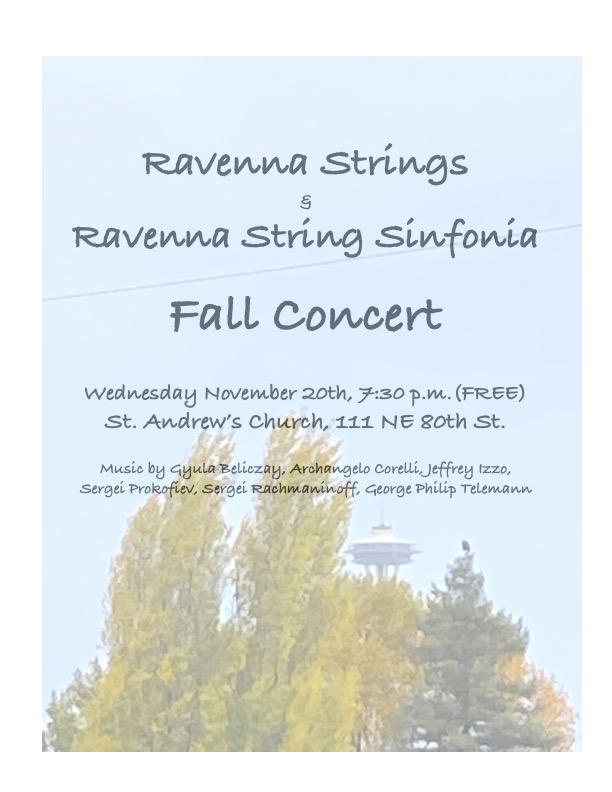 Ravenna Strings
&
Ravenna String Sinfonia
Fall Concert
Wednesday November 20th, 7:30 p.m. (FREE)
St. Andrew's Church, 111 NE 80th St.
Music by Gyula Beliczay, Archangelo Corelli, Jeffrey Izzo,
Sergei Prokofiev, Sergei Rachmaninoff, George Philip Telemann